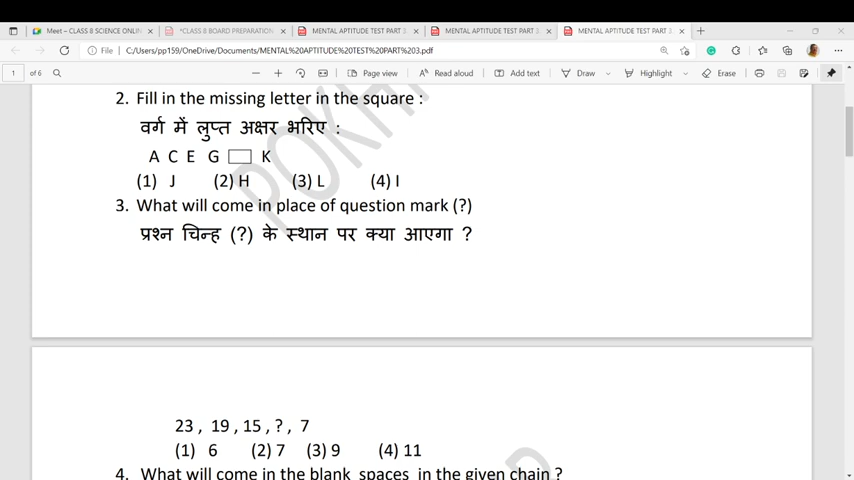 Meet – CLASS 8 SCIENCE ONLIN
*CLASS 8 BOARD PREPARATION
MENTAL APTITUDE TEST PART 3.
MENTAL APTITUDE TEST PART 3.
MENTAL APTITUDE TEST PART 3.
File C:/Users/pp159/OneDrive/Documents/MENTAL%20APTITUDE%20TEST%20PART%203.pdf
1 of 6 Page view Read aloud Add text Draw Highlight Erase
2. Fill in the missing letter in the square :
वर्ग में लुप्त अक्षर भरिए :
A C E G K
(1) J (2) H (3) L (4) I
3. What will come in place of question mark (?)
प्रश्न चिन्ह (?) के स्थान पर क्या आएगा ?
23 , 19 , 15 , ? , 7
(1) 6 (2) 7 (3) 9 (4) 11
4. What will come in the blank spaces in the given chain ?